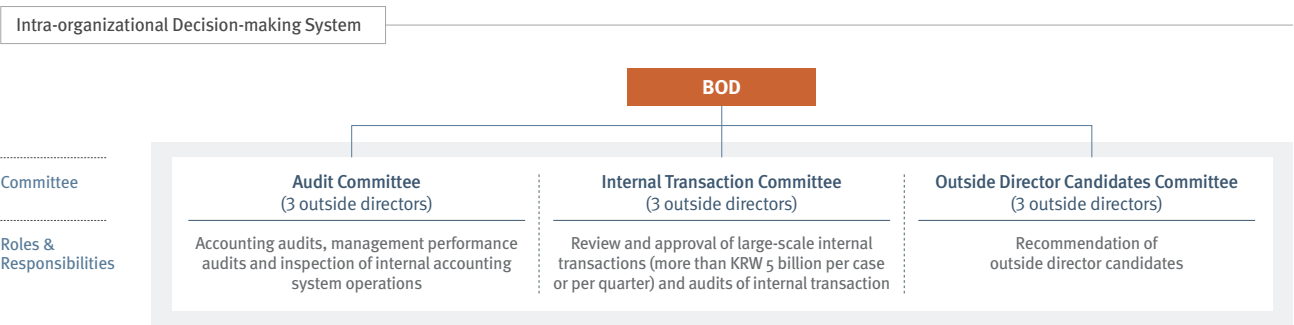 Intra-organizational Decision-making System
BOD
Committee
Audit Committee
(3 outside directors)
Internal Transaction Committee
(3 outside directors)
Outside Director Candidates Committee
(3 outside directors)
Roles &
Responsibilities
Accounting audits, management performance
audits and inspection of internal accounting
system operations
Review and approval of large-scale internal
transactions (more than KRW 5 billion per case
or per quarter) and audits of internal transaction
Recommendation of
outside director candidates